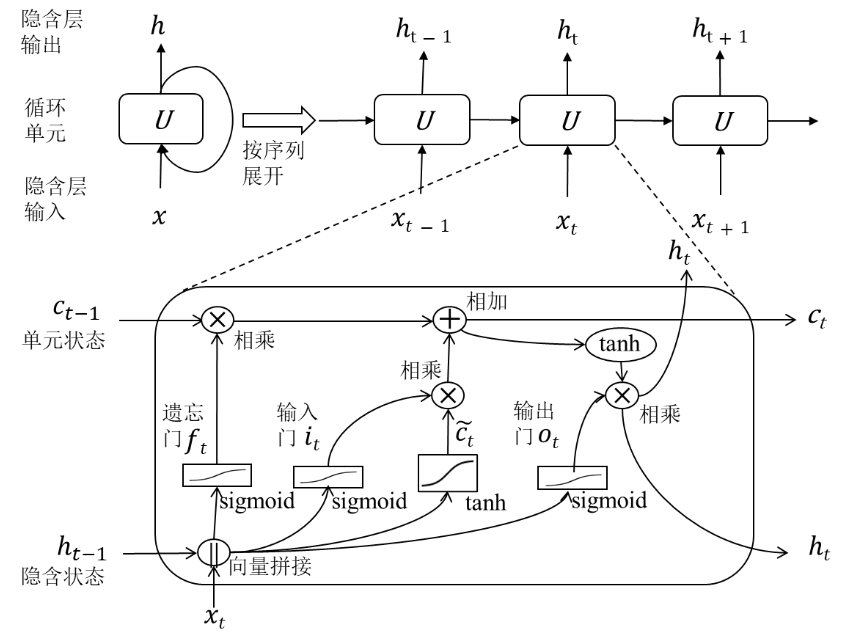 隐含层
输出
h
h_{t-1}
h_t
h_{t+1}
循环
单元
U
U
U
U
按序列
展开
隐含层
输入
x
x_{t-1}
x_t
x_{t+1}
h_t
c_{t-1}
单元状态
×
相乘
+
相加
c_t
tanh
相乘
×
×
相乘
遗忘
门 f_t
输入
门 i_t
c̃_t
输出
门 o_t
sigmoid
sigmoid
tanh
sigmoid
h_{t-1}
隐含状态
||
向量拼接
h_t
x_t